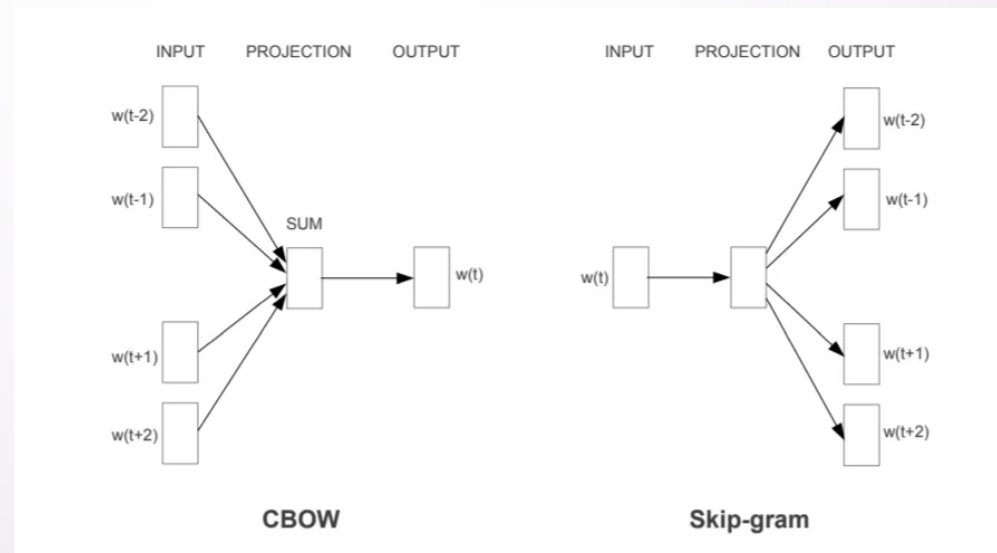 INPUT PROJECTION OUTPUT
w(t-2)
w(t-1)
SUM
w(t)
w(t+1)
w(t+2)
CBOW
INPUT PROJECTION OUTPUT
w(t-2)
w(t-1)
w(t)
w(t+1)
w(t+2)
Skip-gram